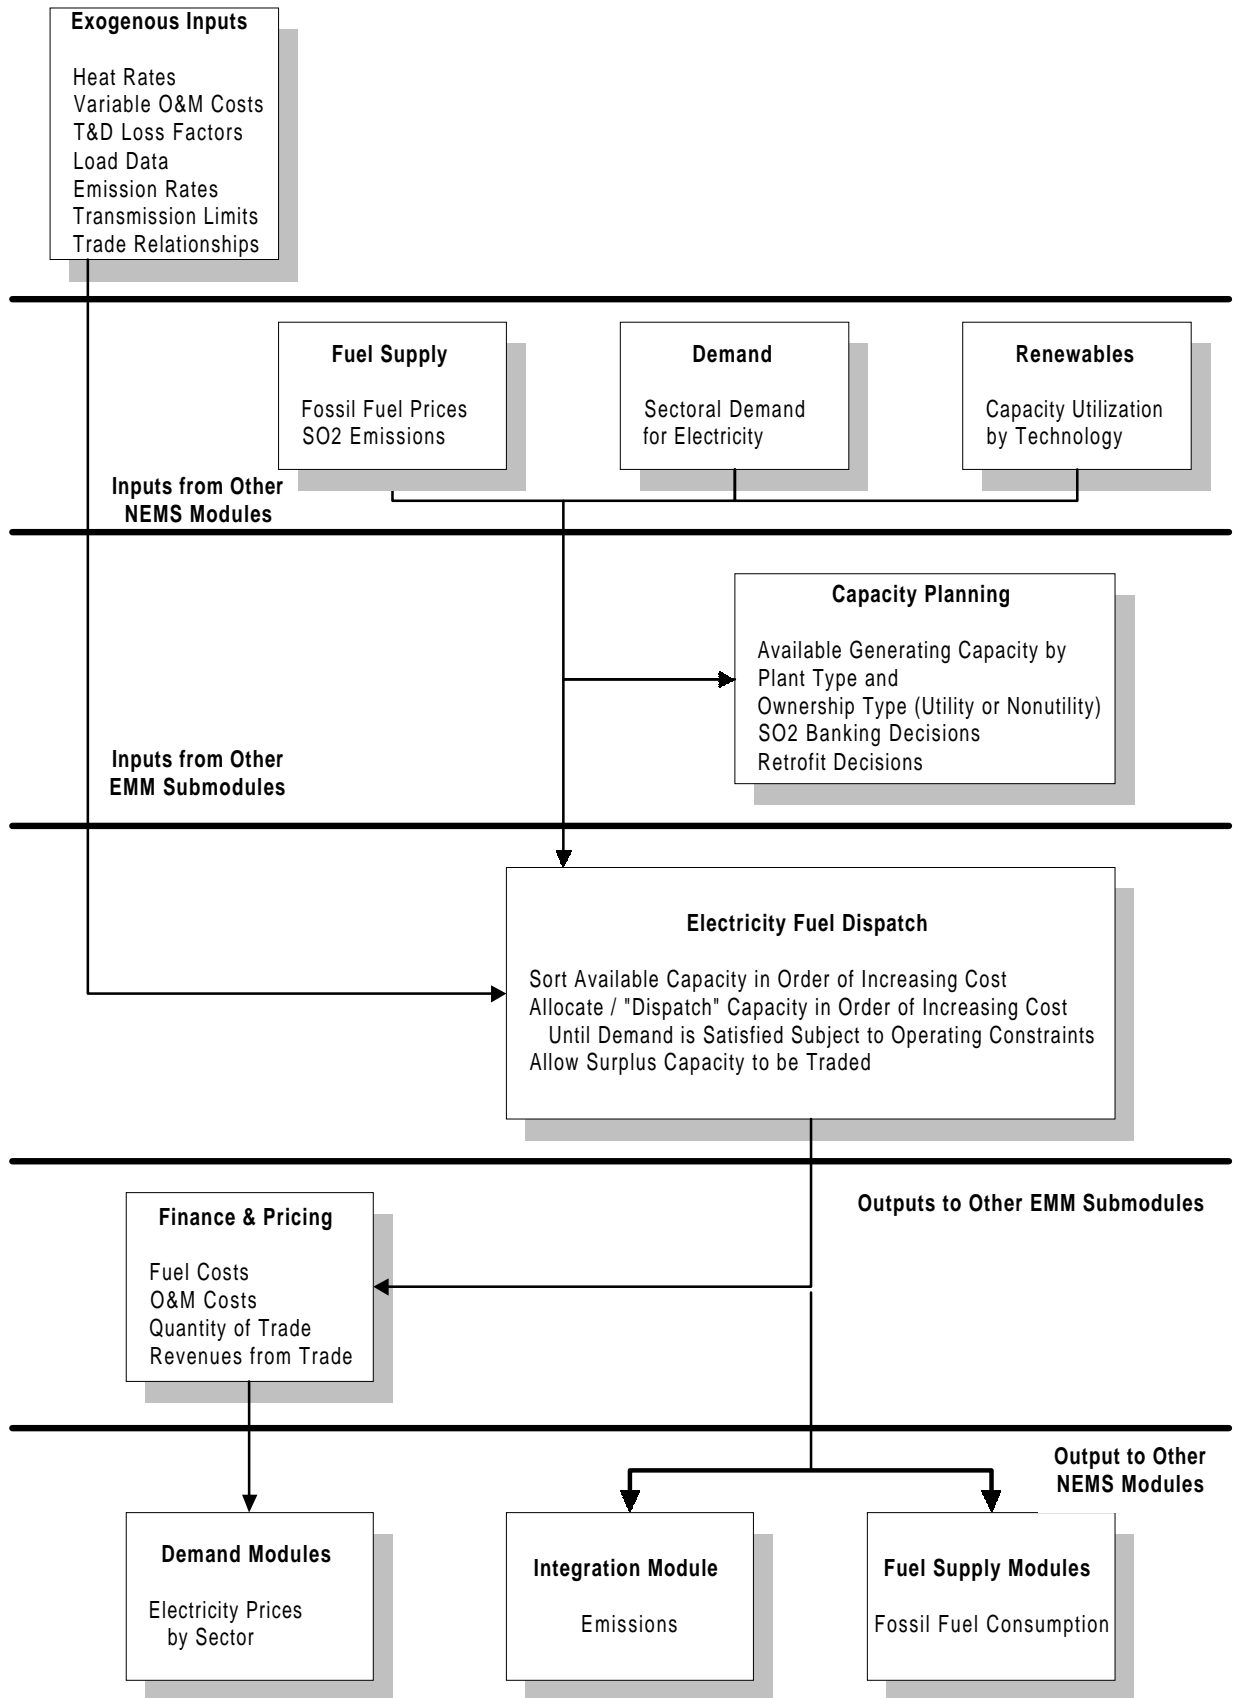 Exogenous Inputs
Heat Rates
Variable O&M Costs
T&D Loss Factors
Load Data
Emission Rates
Transmission Limits
Trade Relationships
Fuel Supply
Fossil Fuel Prices
SO2 Emissions
Demand
Sectoral Demand
for Electricity
Renewables
Capacity Utilization
by Technology
Inputs from Other
NEMS Modules
Capacity Planning
Available Generating Capacity by
Plant Type and
Ownership Type (Utility or Nonutility)
SO2 Banking Decisions
Retrofit Decisions
Inputs from Other
EMM Submodules
Electricity Fuel Dispatch
Sort Available Capacity in Order of Increasing Cost
Allocate / "Dispatch" Capacity in Order of Increasing Cost
Until Demand is Satisfied Subject to Operating Constraints
Allow Surplus Capacity to be Traded
Outputs to Other EMM Submodules
Finance & Pricing
Fuel Costs
O&M Costs
Quantity of Trade
Revenues from Trade
Output to Other
NEMS Modules
Demand Modules
Electricity Prices
by Sector
Integration Module
Emissions
Fuel Supply Modules
Fossil Fuel Consumption